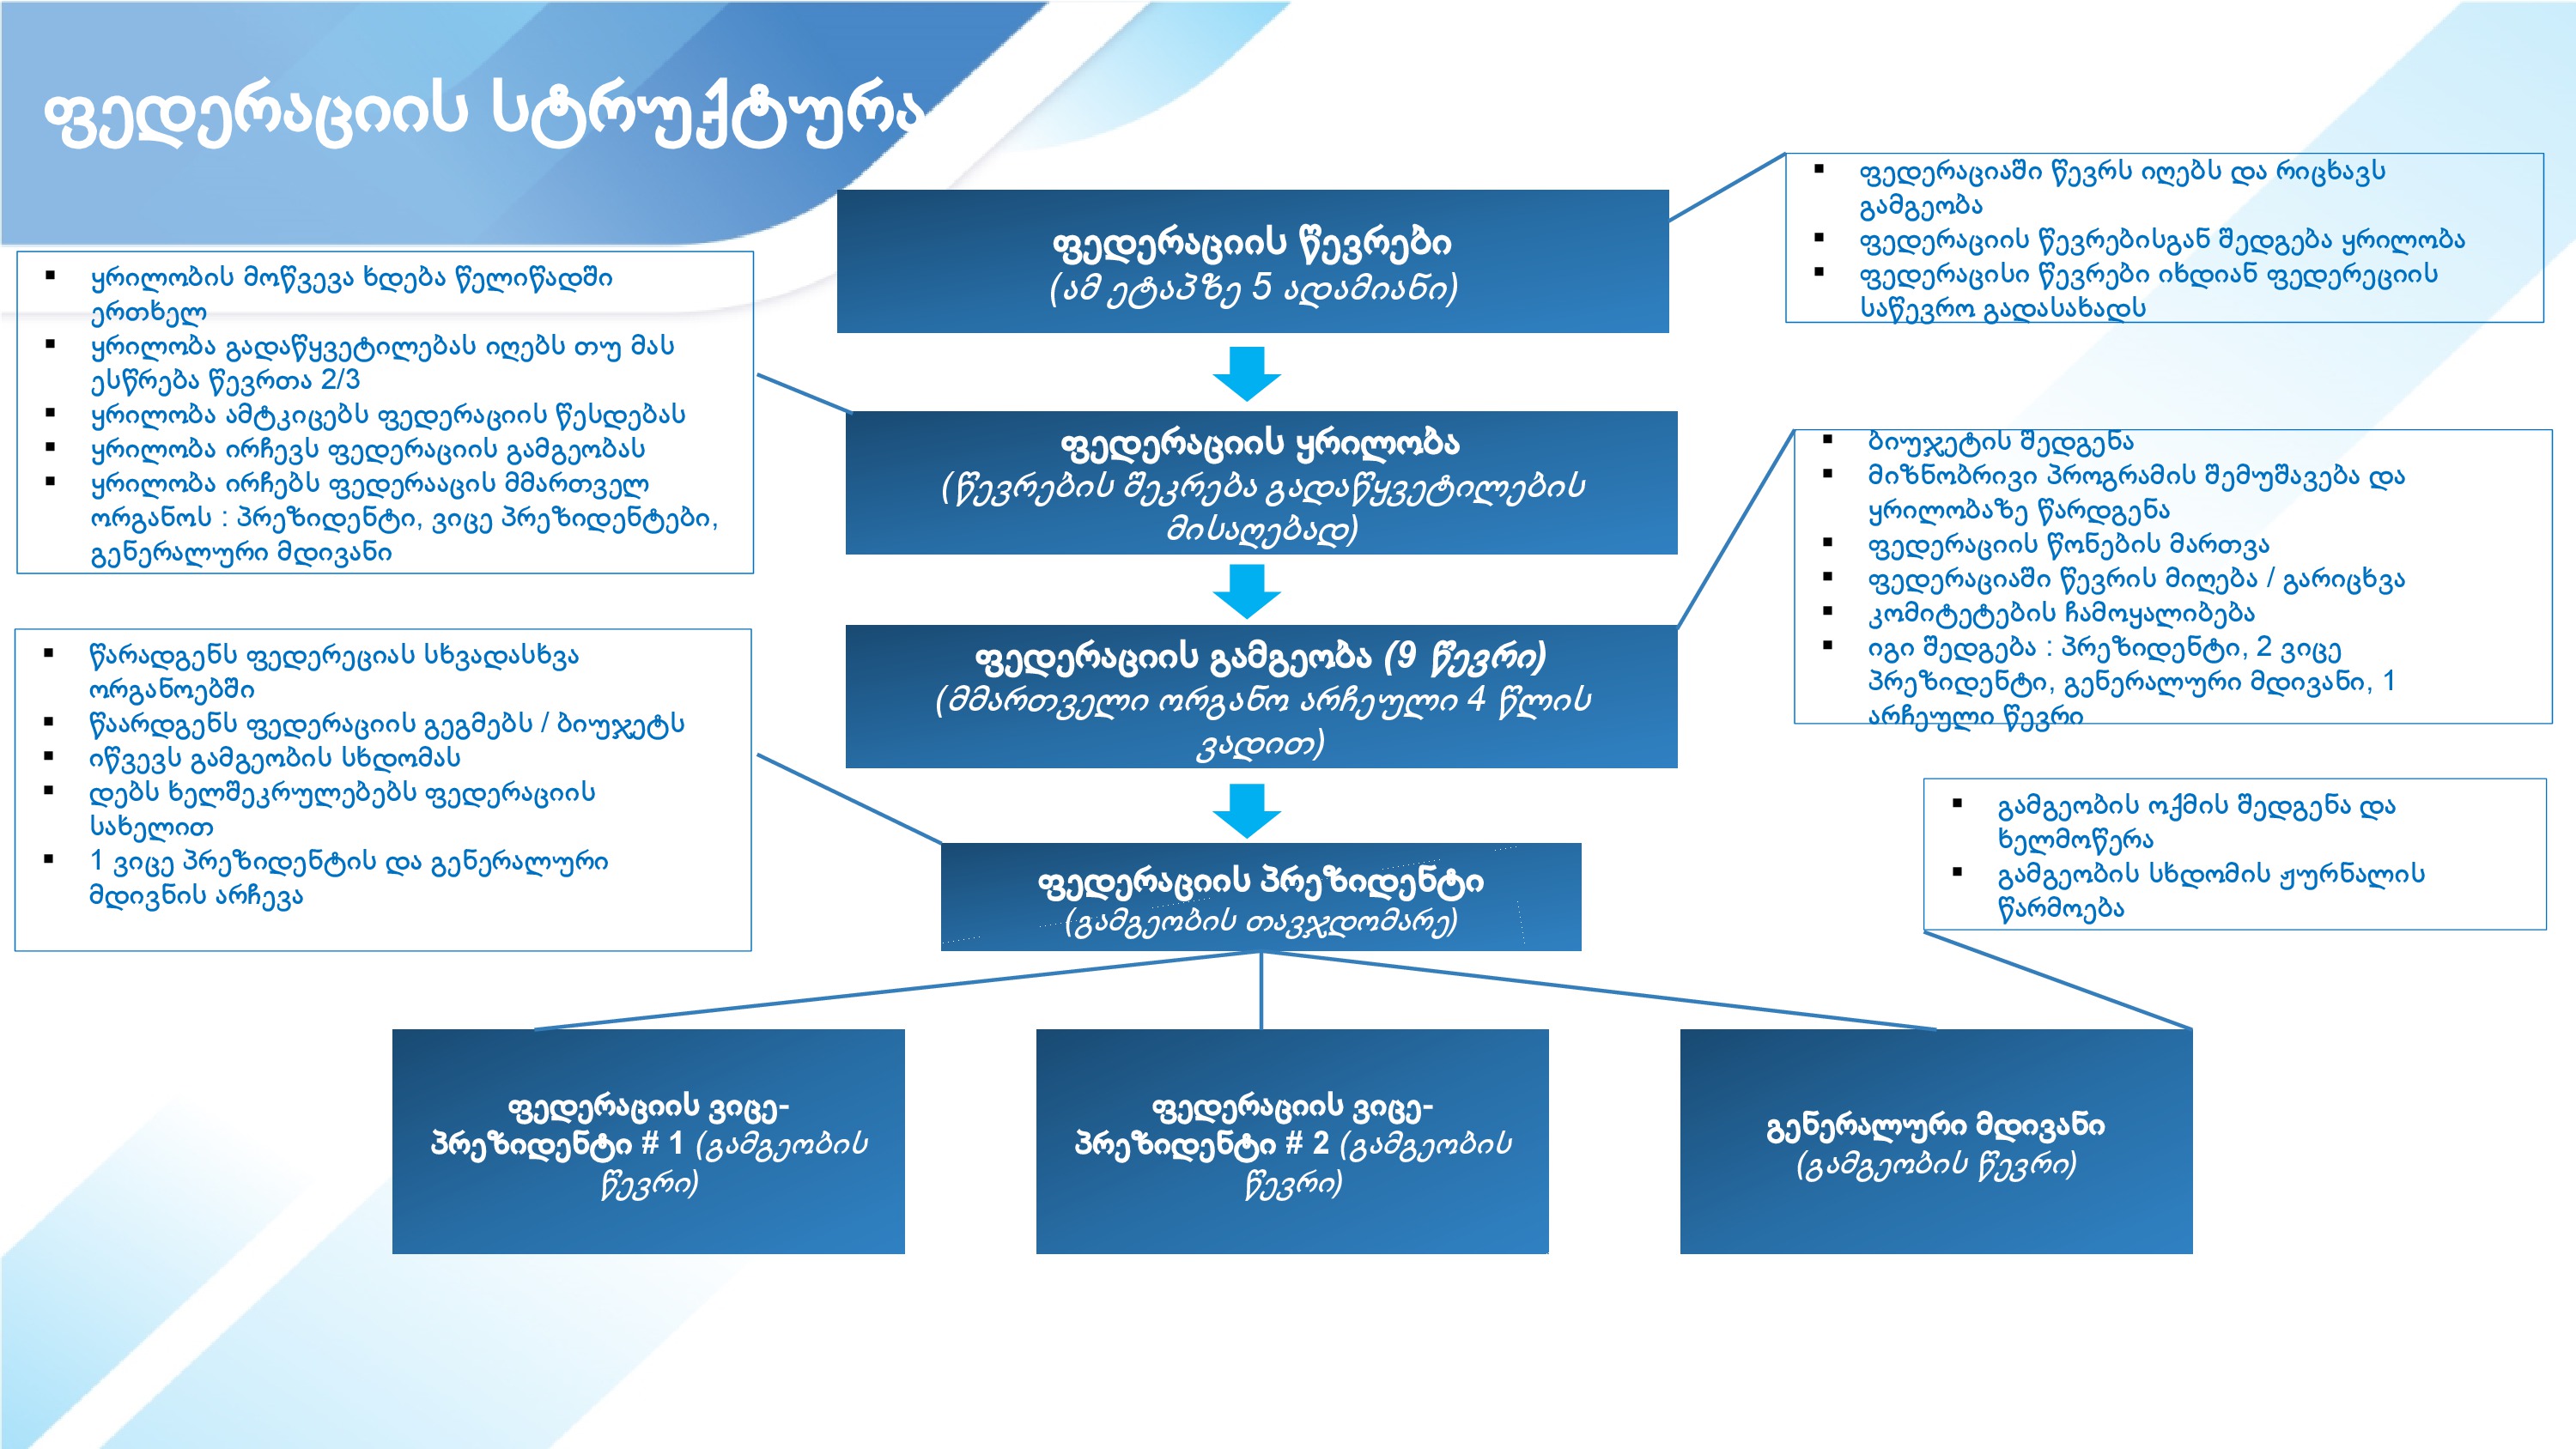 ფედერაციის სტრუქტურა
ფედერაციის წევრები
(ამ ეტაპზე 5 ადამიანი)
▪ ფედერაციაში წევრს იღებს და რიცხავს
გამგეობა
▪ ფედერაციის წევრებისგან შედგება ყრილობა
▪ ფედერაცისი წევრები იხდიან ფედერეციის
საწევრო გადასახადს
▪ ყრილობის მოწვევა ხდება წელიწადში
ერთხელ
▪ ყრილობა გადაწყვეტილებას იღებს თუ მას
ესწრება წევრთა 2/3
▪ ყრილობა ამტკიცებს ფედერაციის წესდებას
▪ ყრილობა ირჩევს ფედერაციის გამგეობას
▪ ყრილობა ირჩებს ფედერააცის მმართველ
ორგანოს : პრეზიდენტი, ვიცე პრეზიდენტები,
გენერალური მდივანი
ფედერაციის ყრილობა
(წევრების შეკრება გადაწყვეტილების
მისაღებად)
▪ ბიუჯეტის შედგენა
▪ მიზნობრივი პროგრამის შემუშავება და
ყრილობაზე წარდგენა
▪ ფედერაციის წონების მართვა
▪ ფედერაციაში წევრის მიღება / გარიცხვა
▪ კომიტეტების ჩამოყალიბება
▪ იგი შედგება : პრეზიდენტი, 2 ვიცე
პრეზიდენტი, გენერალური მდივანი, 1
არჩეული წევრი
ფედერაციის გამგეობა (9 წევრი)
(მმართველი ორგანო არჩეული 4 წლის
ვადით)
▪ წარადგენს ფედერეციას სხვადასხვა
ორგანოებში
▪ წაარდგენს ფედერაციის გეგმებს / ბიუჯეტს
▪ იწვევს გამგეობის სხდომას
▪ დებს ხელშეკრულებებს ფედერაციის
სახელით
▪ 1 ვიცე პრეზიდენტის და გენერალური
მდივნის არჩევა
ფედერაციის პრეზიდენტი
(გამგეობის თავჯდომარე)
▪ გამგეობის ოქმის შედგენა და
ხელმოწერა
▪ გამგეობის სხდომის ჟურნალის
წარმოება
ფედერაციის ვიცე-
პრეზიდენტი # 1 (გამგეობის
წევრი)
ფედერაციის ვიცე-
პრეზიდენტი # 2 (გამგეობის
წევრი)
გენერალური მდივანი
(გამგეობის წევრი)